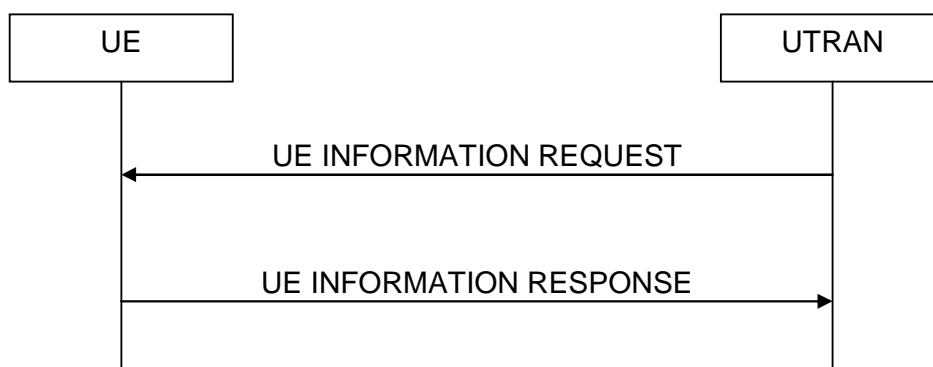 UE
UTRAN
UE INFORMATION REQUEST
UE INFORMATION RESPONSE